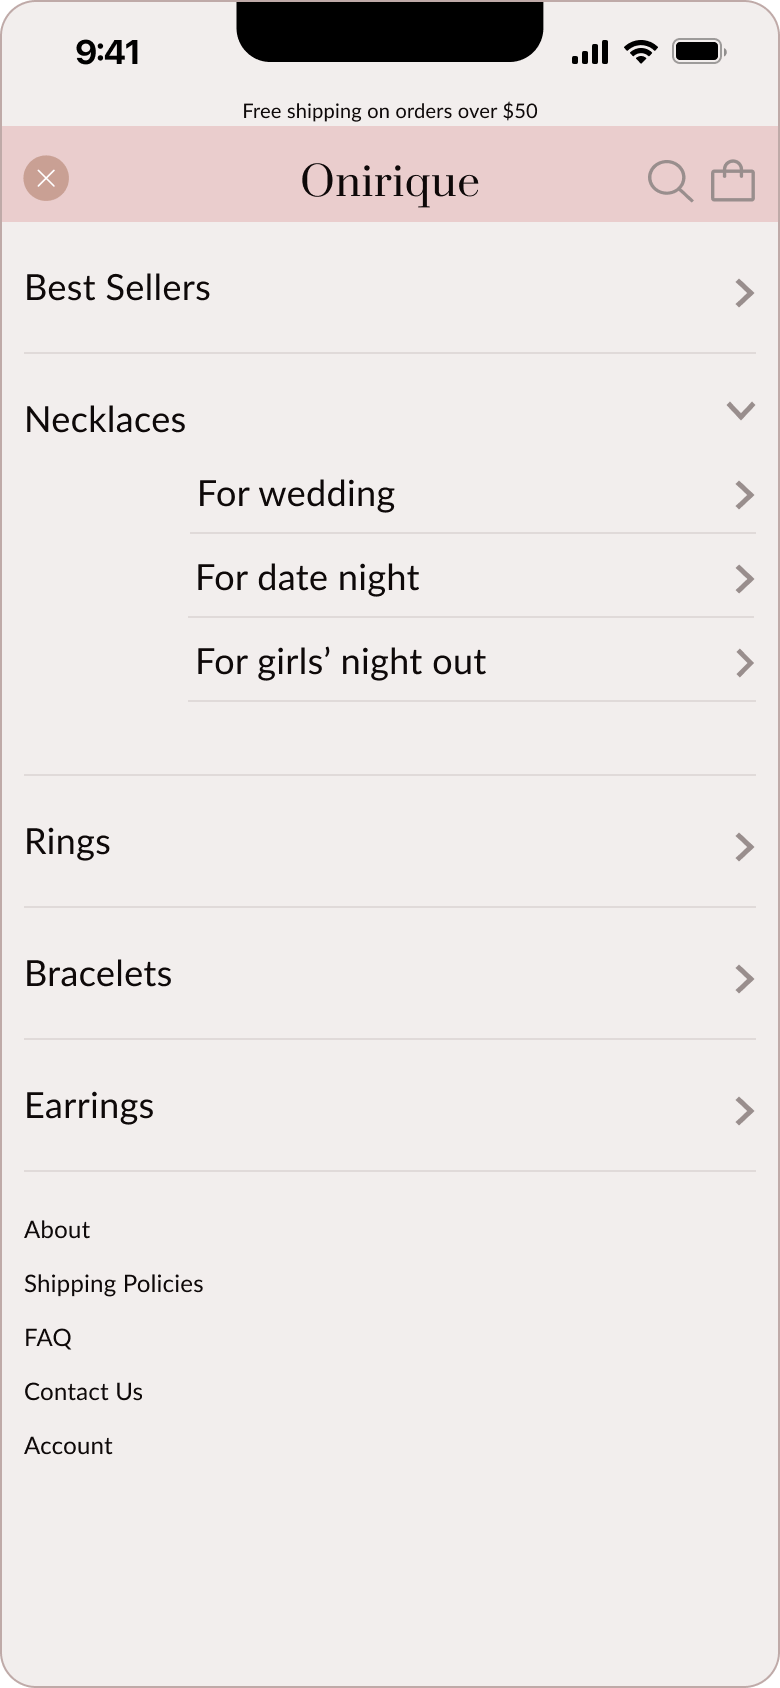 9:41
Free shipping on orders over $50
Onirique
Best Sellers
Necklaces
For wedding
For date night
For girls’ night out
Rings
Bracelets
Earrings
About
Shipping Policies
FAQ
Contact Us
Account